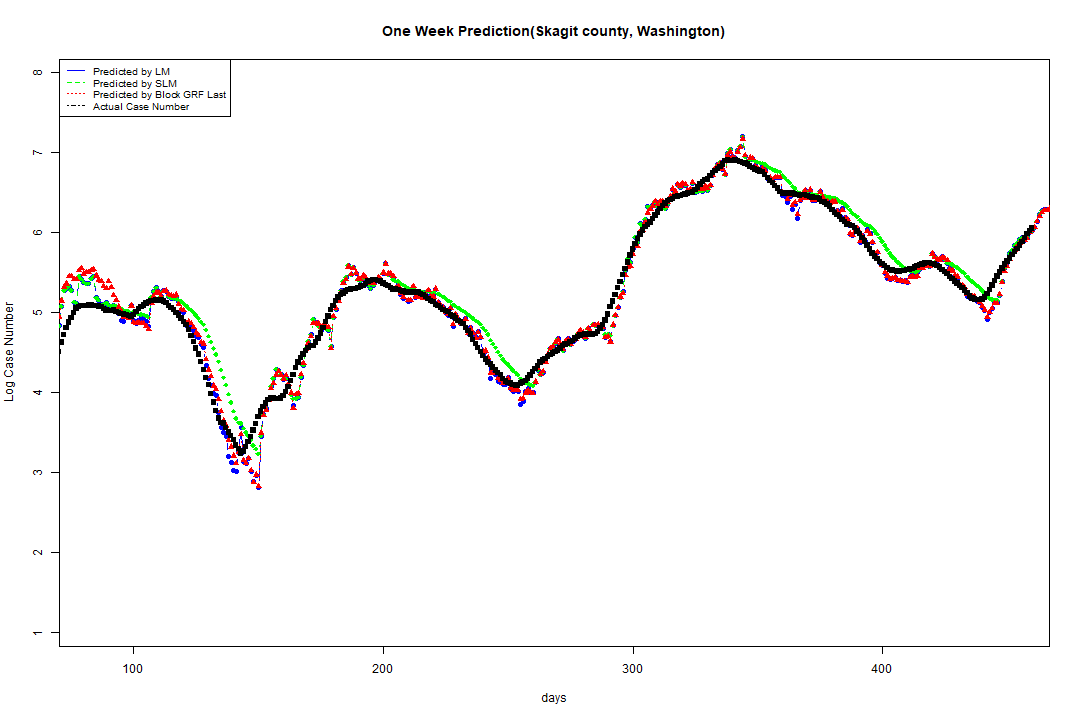 One Week Prediction(Skagit county, Washington)
Predicted by LM
Predicted by SLM
Predicted by Block GRF Last
Actual Case Number
8
7
6
5
4
3
2
1
Log Case Number
100 200 300 400
days